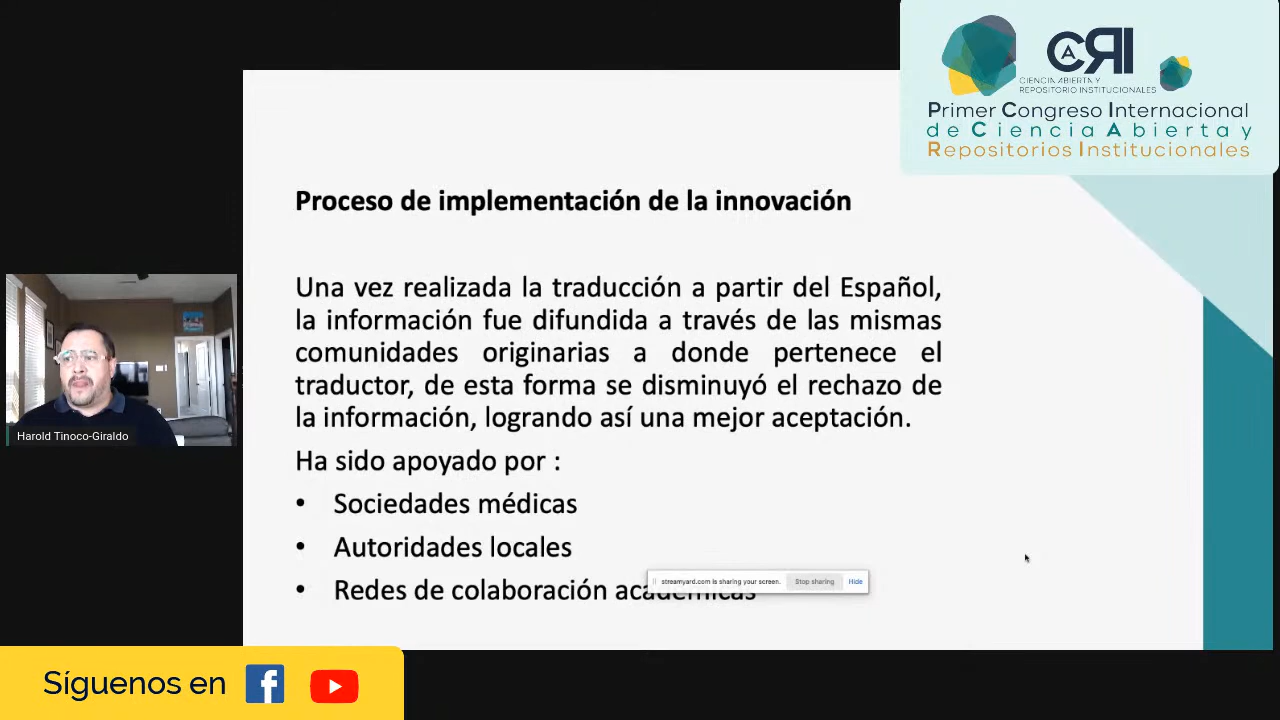 CARI
CIENCIA ABIERTA Y
REPOSITORIO INSTITUCIONALES
Primer Congreso Internacional
de Ciencia Abierta y
Repositorios Institucionales
Proceso de implementación de la innovación
Una vez realizada la traducción a partir del Español,
la información fue difundida a través de las mismas
comunidades originarias a donde pertenece el
traductor, de esta forma se disminuyó el rechazo de
la información, logrando así una mejor aceptación.
Ha sido apoyado por :
• Sociedades médicas
• Autoridades locales
• Redes de colaboración académicas
streamyard.com is sharing your screen. Stop sharing Hide
Harold Tinoco-Giraldo
Síguenos en